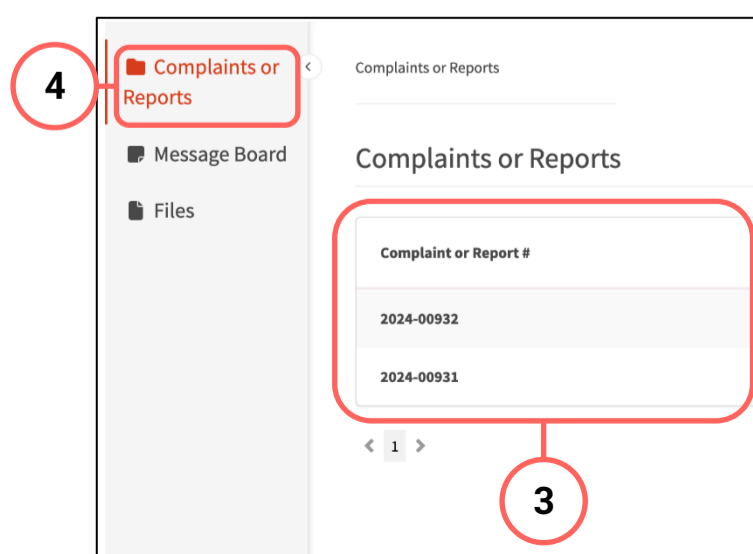 4
Complaints or
Reports
Message Board
Files
Complaints or Reports
Complaints or Reports
Complaint or Report #
2024-00932
2024-00931
1
3